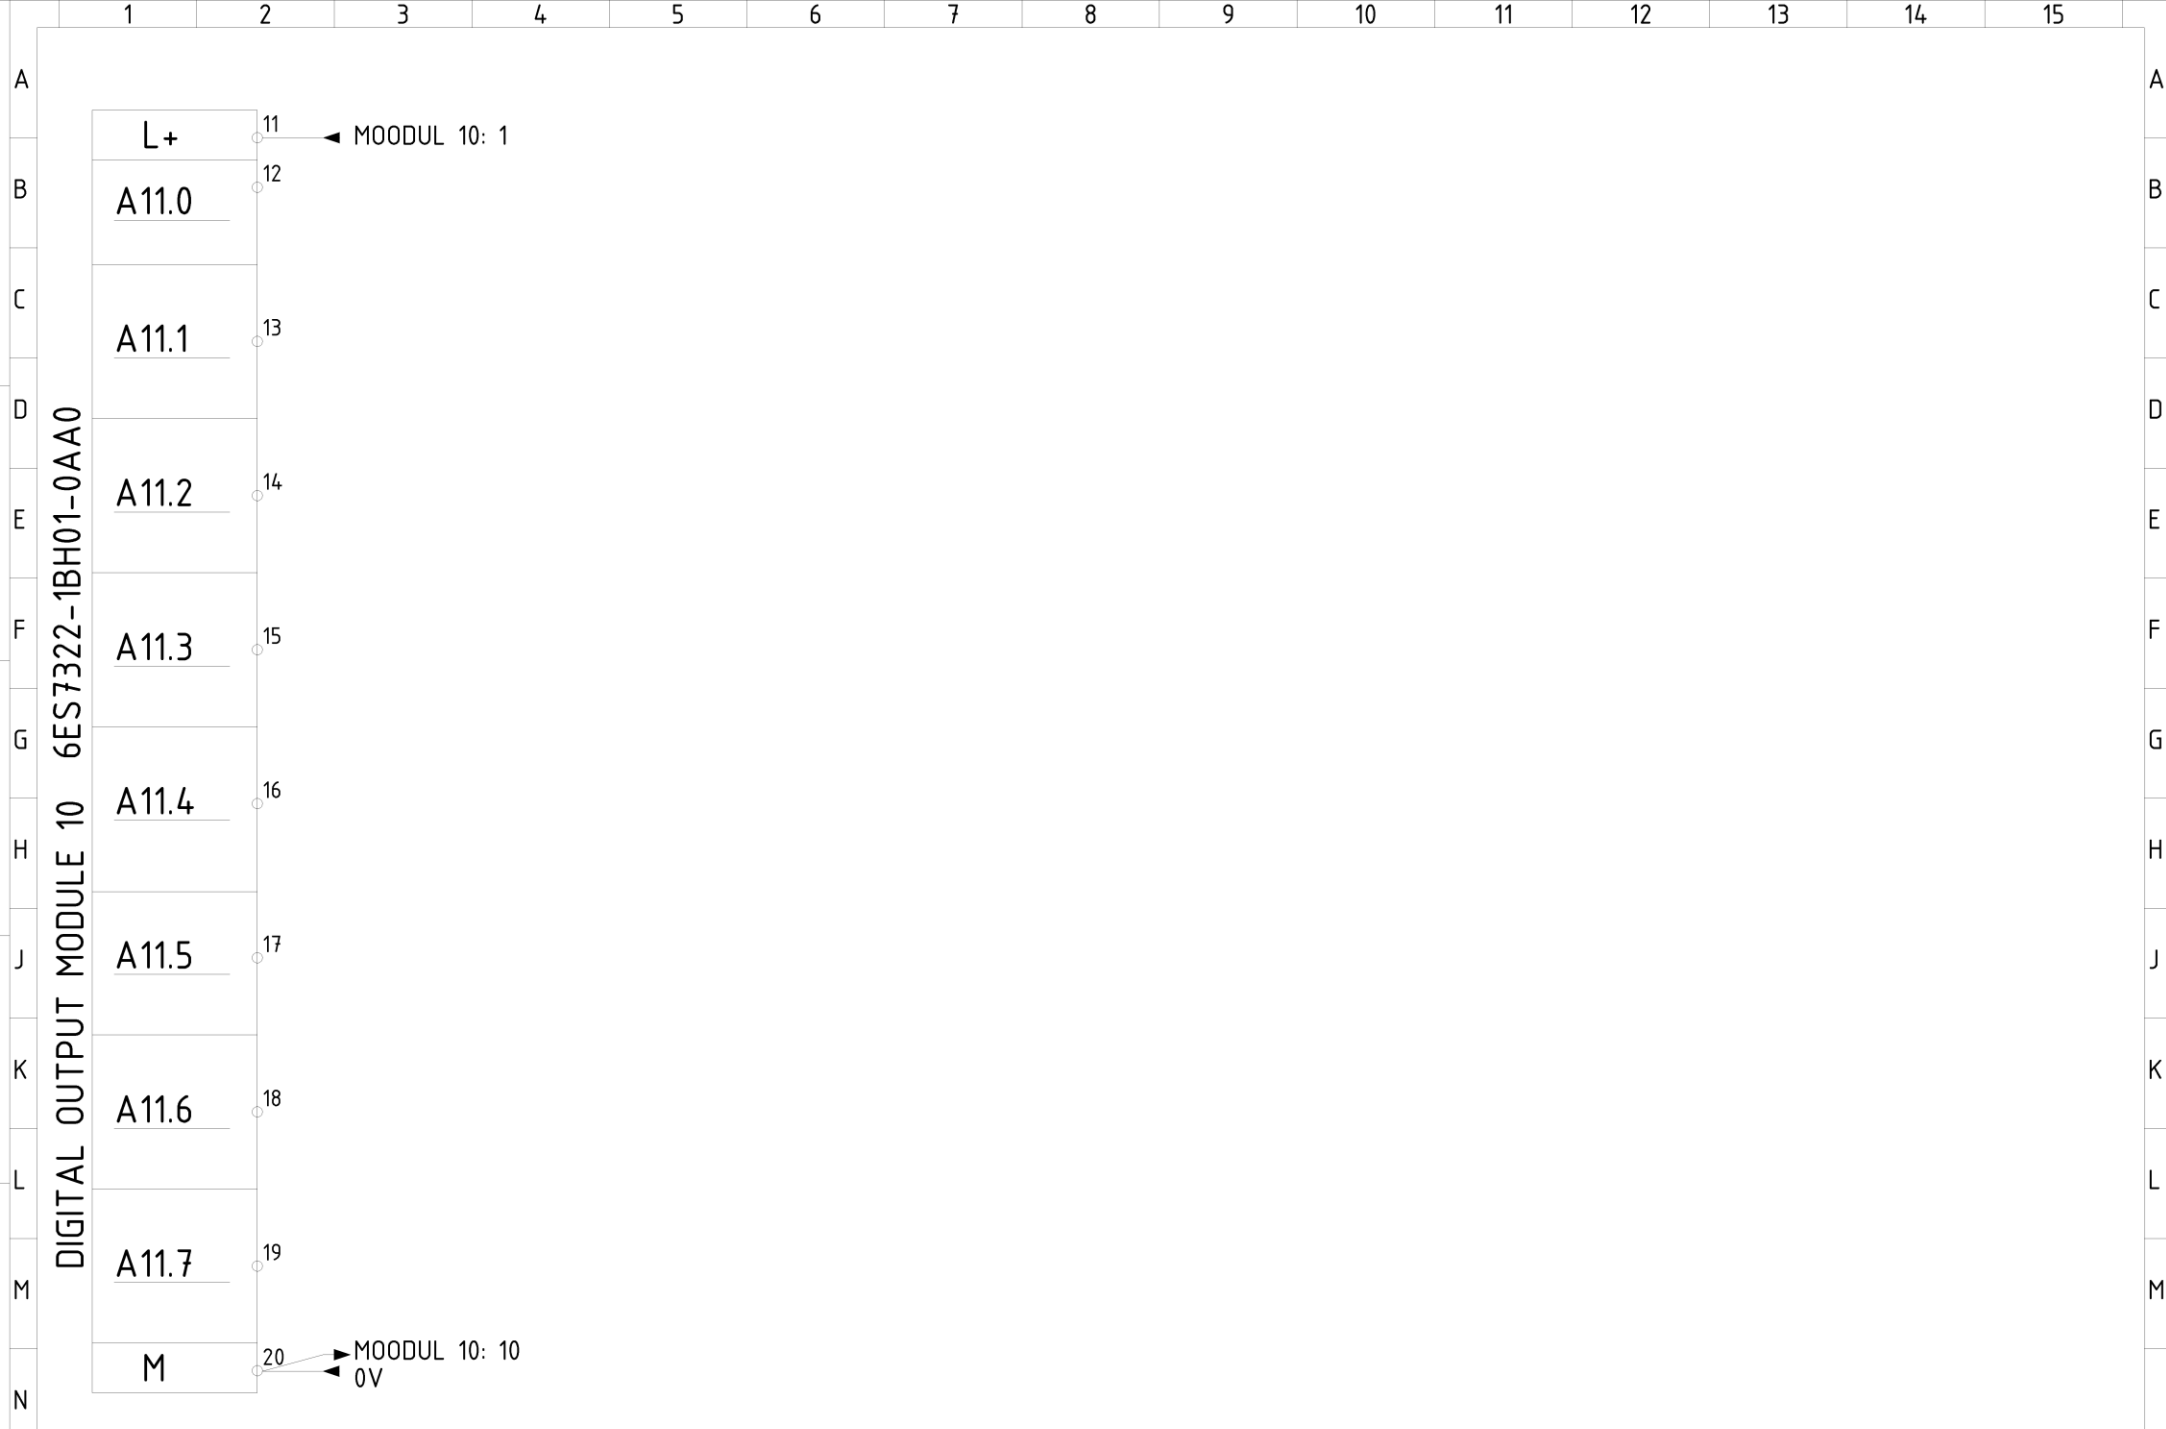 1 2 3 4 5 6 7 8 9 10 11 12 13 14 15
A A
L+ 11 MOODUL 10: 1
12
B A11.0 B
C C
13
A11.1
D D
14
A11.2
E E
F F
15
A11.3
G G
16
A11.4
H H
17
A11.5
J J
K K
18
A11.6
L L
19
A11.7
M M
20 MOODUL 10: 10
M 0V
N
DIGITAL OUTPUT MODULE 10 6ES7322-1BH01-0AA0